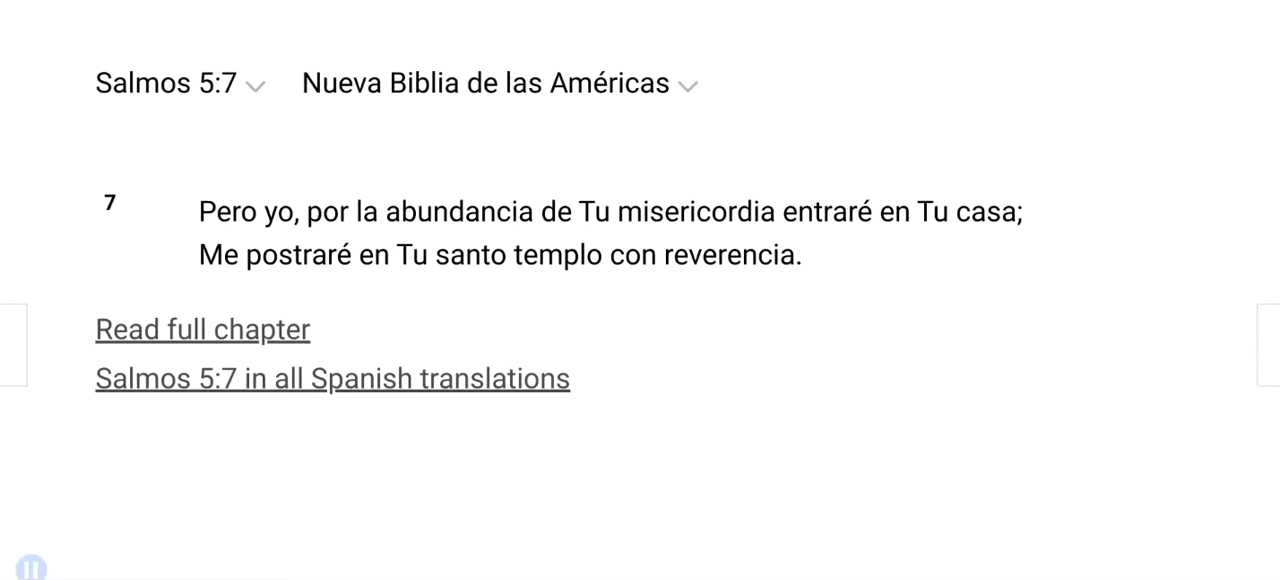 Salmos 5:7 Nueva Biblia de las Américas
7 Pero yo, por la abundancia de Tu misericordia entraré en Tu casa;
Me postraré en Tu santo templo con reverencia.
Read full chapter
Salmos 5:7 in all Spanish translations